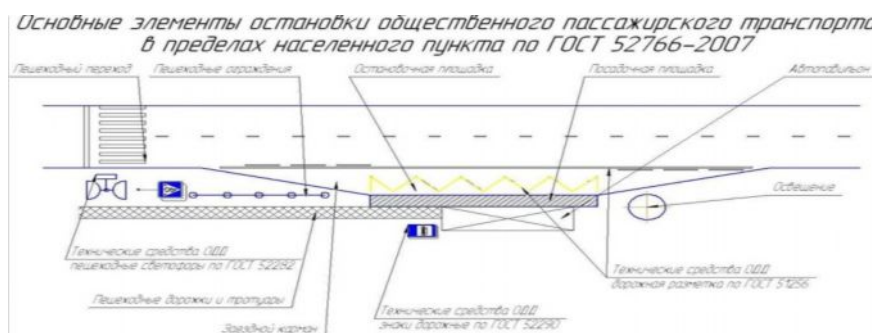 Основные элементы остановки общественного пассажирского транспорта
в пределах населенного пункта по ГОСТ 52766-2007
Пешеходный переход
Пешеходные ограждения
Остановочная площадка
Посадочная площадка
Автопавильон
Освещение
Технические средства ОДД
пешеходные светофоры по ГОСТ 52282
Технические средства ОДД
дорожная разметка по ГОСТ 51256
Пешеходные дорожки и тротуары
Технические средства ОДД
знаки дорожные по ГОСТ 52290
Заездной карман